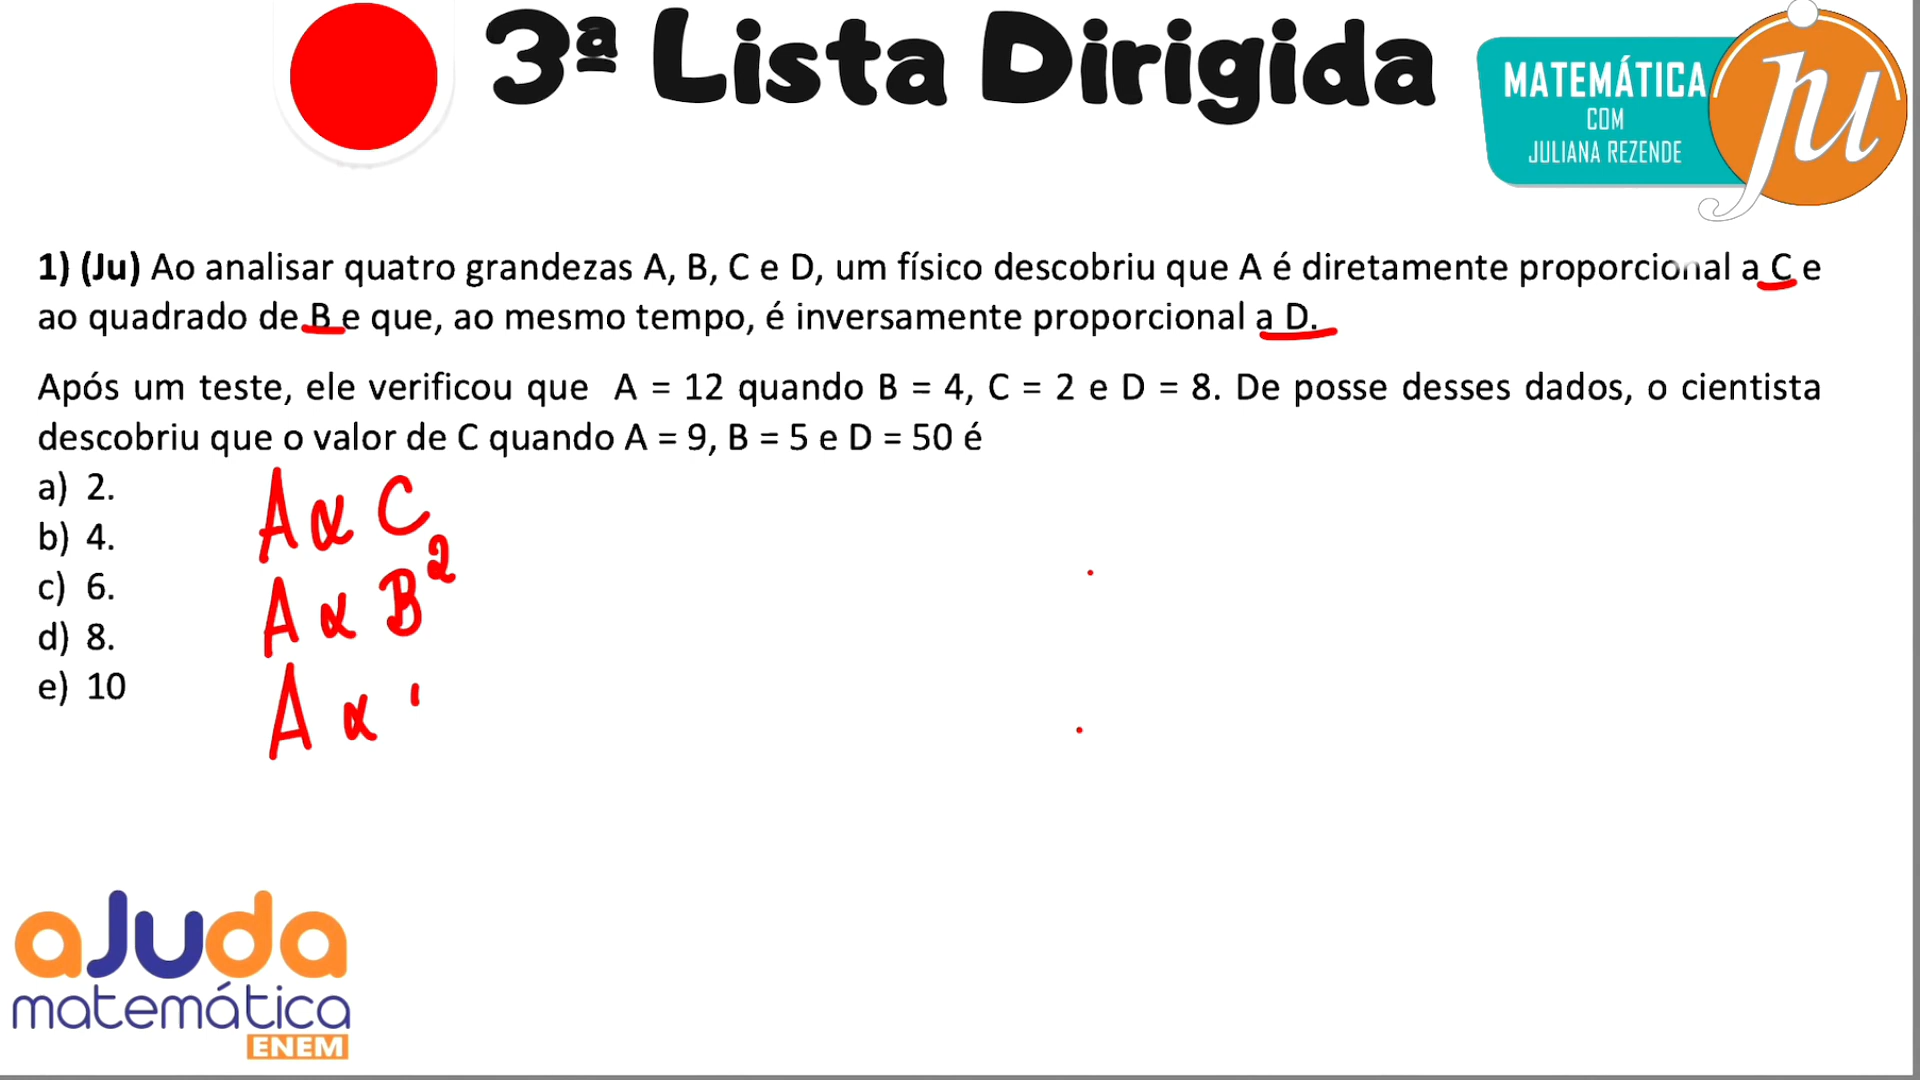 3ª Lista Dirigida
MATEMÁTICA
COM
JULIANA REZENDE
ju
1) (Ju) Ao analisar quatro grandezas A, B, C e D, um físico descobriu que A é diretamente proporcional a C e
ao quadrado de B e que, ao mesmo tempo, é inversamente proporcional a D.
Após um teste, ele verificou que A = 12 quando B = 4, C = 2 e D = 8. De posse desses dados, o cientista
descobriu que o valor de C quando A = 9, B = 5 e D = 50 é
a) 2.
b) 4.
c) 6.
d) 8.
e) 10
A α C
A α B²
A α
aJuda
matemática
ENEM